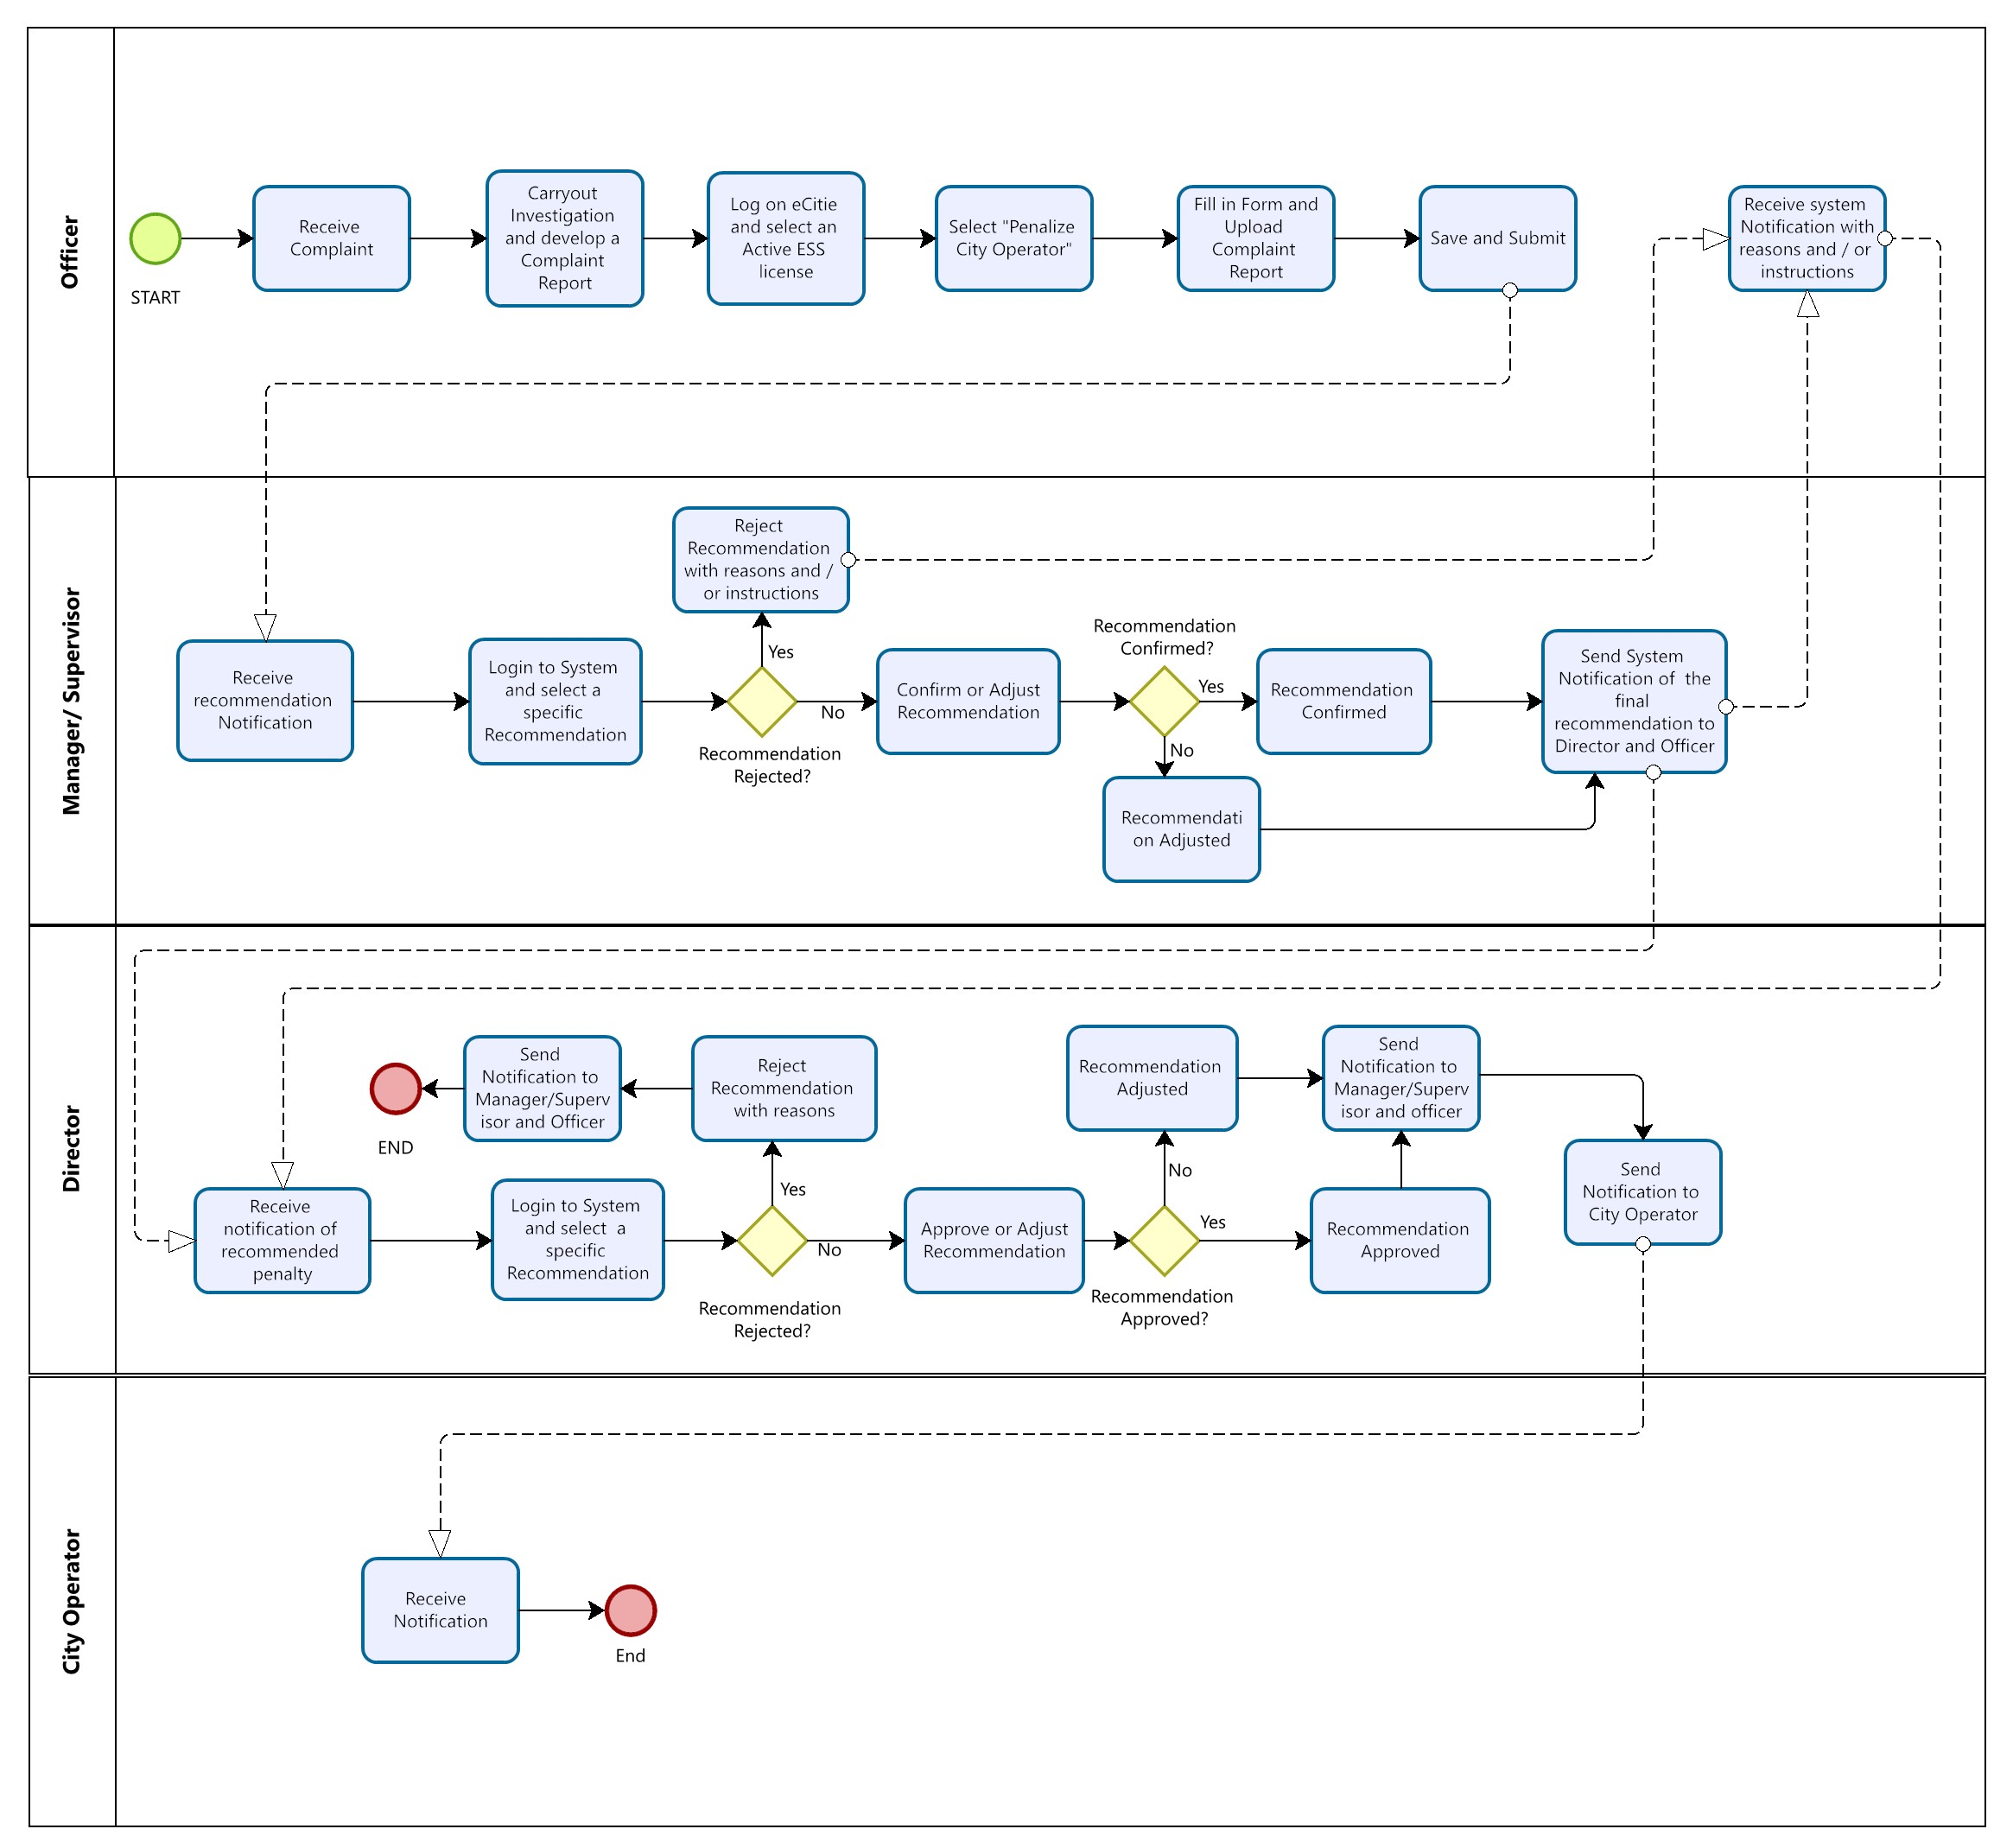 Officer
START
Receive
Complaint
Carryout
Investigation
and develop a
Complaint
Report
Log on eCitie
and select an
Active ESS
license
Select "Penalize
City Operator"
Fill in Form and
Upload
Complaint
Report
Save and Submit
Receive system
Notification with
reasons and / or
instructions
Manager/ Supervisor
Receive
recommendation
Notification
Login to System
and select a
specific
Recommendation
Reject
Recommendation
with reasons and /
or instructions
Yes
No
Recommendation
Rejected?
Confirm or Adjust
Recommendation
Recommendation
Confirmed?
Yes
No
Recommendation
Confirmed
Recommendati
on Adjusted
Send System
Notification of the
final
recommendation to
Director and Officer
Director
END
Send
Notification to
Manager/Superv
isor and Officer
Reject
Recommendation
with reasons
Recommendation
Adjusted
Send
Notification to
Manager/Superv
isor and officer
Receive
notification of
recommended
penalty
Login to System
and select a
specific
Recommendation
Yes
No
Recommendation
Rejected?
Approve or Adjust
Recommendation
No
Yes
Recommendation
Approved?
Recommendation
Approved
Send
Notification to
City Operator
City Operator
Receive
Notification
End